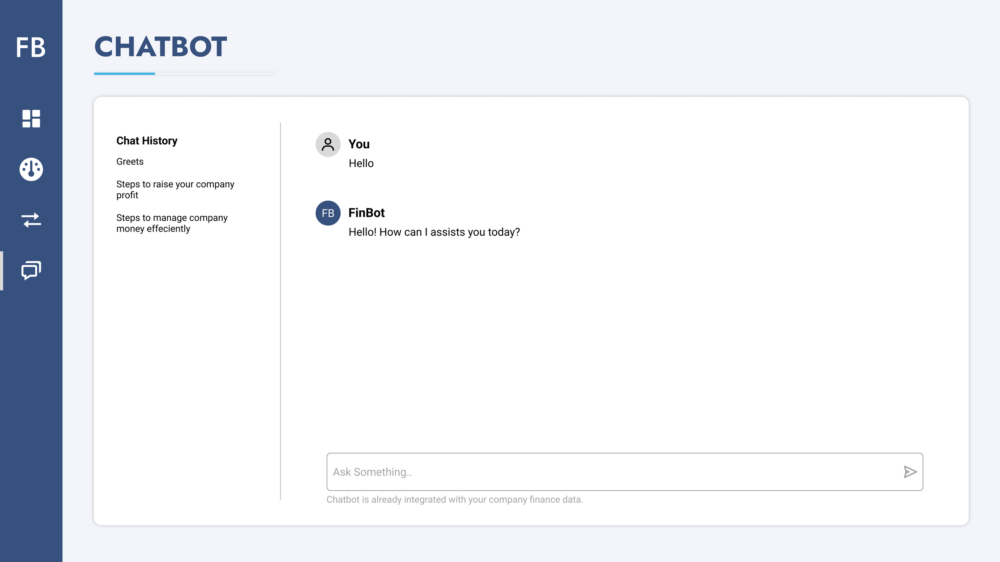 FB
CHATBOT
Chat History
Greets
Steps to raise your company
profit
Steps to manage company
money effeciently
You
Hello
FB
FinBot
Hello! How can I assists you today?
Ask Something..
Chatbot is already integrated with your company finance data.